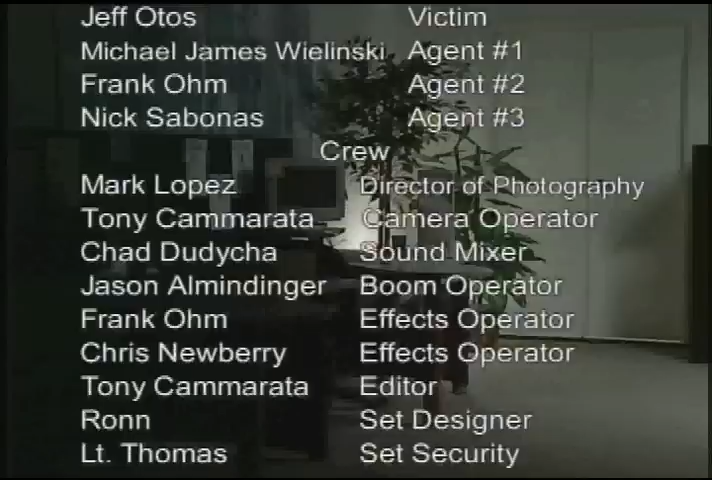 Jeff Otos Victim
Michael James Wielinski Agent #1
Frank Ohm Agent #2
Nick Sabonas Agent #3
Crew
Mark Lopez Director of Photography
Tony Cammarata Camera Operator
Chad Dudycha Sound Mixer
Jason Almindinger Boom Operator
Frank Ohm Effects Operator
Chris Newberry Effects Operator
Tony Cammarata Editor
Ronn Set Designer
Lt. Thomas Set Security